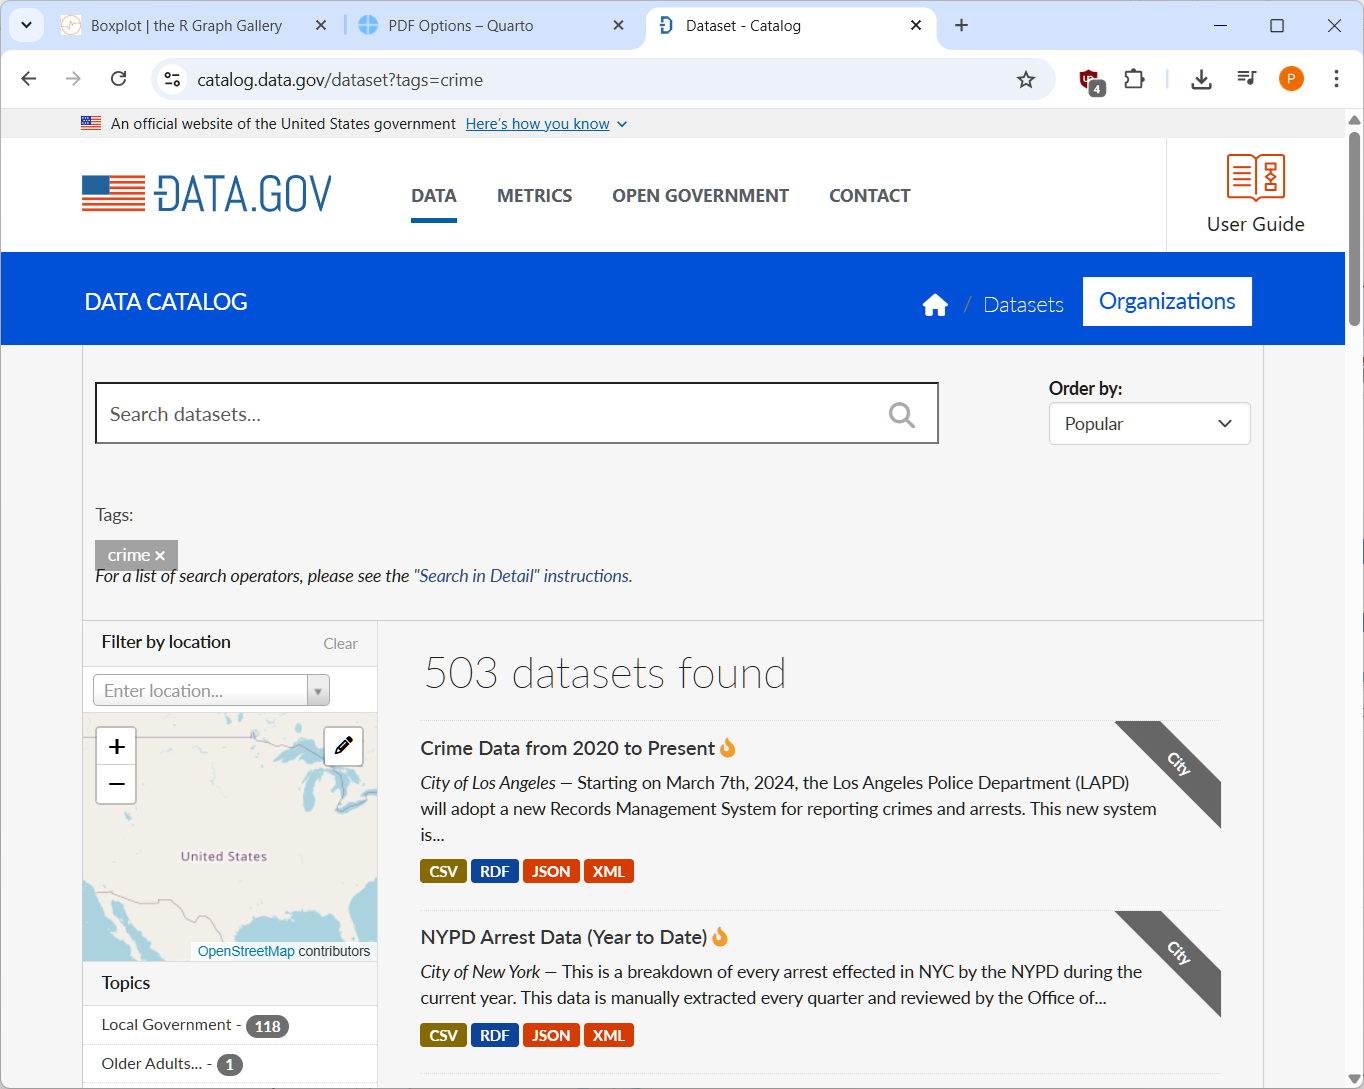 Boxplot | the R Graph Gallery
PDF Options – Quarto
Dataset - Catalog
catalog.data.gov/dataset?tags=crime
4
P
An official website of the United States government Here's how you know
DATA.GOV
DATA
METRICS
OPEN GOVERNMENT
CONTACT
User Guide
DATA CATALOG
/ Datasets
Organizations
Search datasets...
Order by:
Popular
Tags:
crime ×
For a list of search operators, please see the "Search in Detail" instructions.
Filter by location
Clear
Enter location...
+
−
United States
OpenStreetMap contributors
Topics
Local Government - 118
Older Adults... - 1
503 datasets found
Crime Data from 2020 to Present
City
City of Los Angeles — Starting on March 7th, 2024, the Los Angeles Police Department (LAPD)
will adopt a new Records Management System for reporting crimes and arrests. This new system
is...
CSV RDF JSON XML
NYPD Arrest Data (Year to Date)
City
City of New York — This is a breakdown of every arrest effected in NYC by the NYPD during the
current year. This data is manually extracted every quarter and reviewed by the Office of...
CSV RDF JSON XML